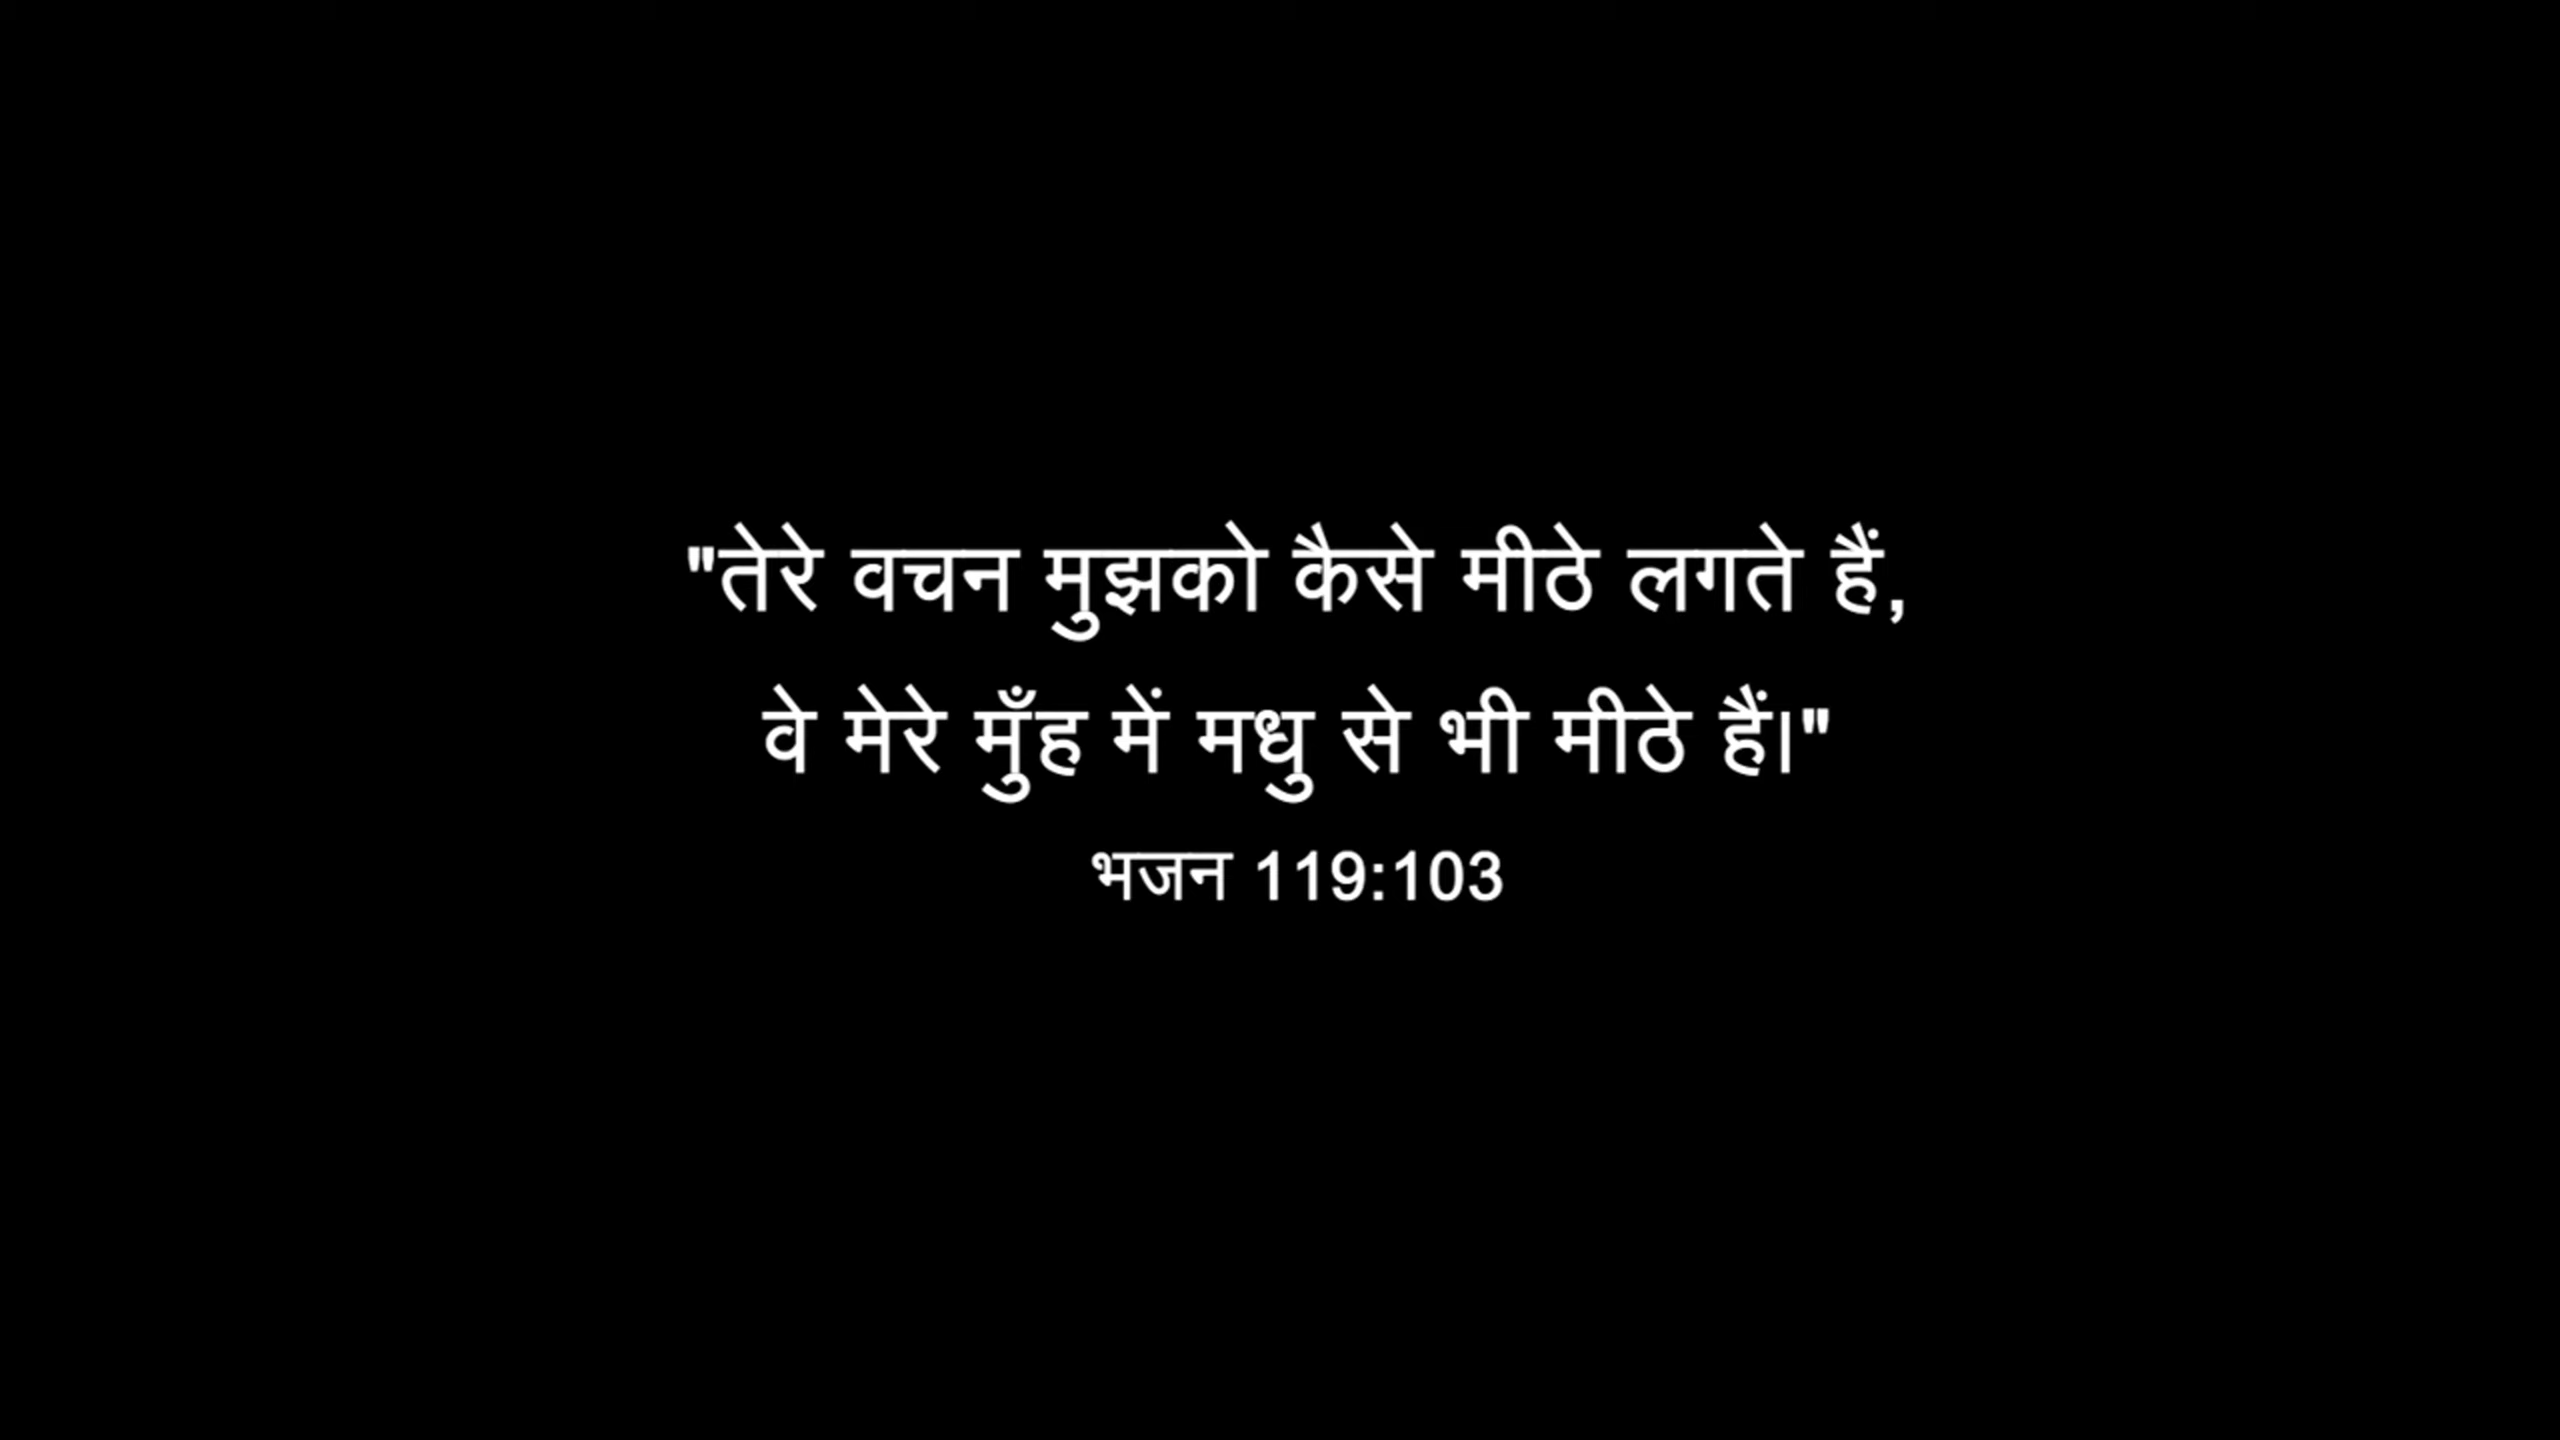 "तेरे वचन मुझको कैसे मीठे लगते हैं,
वे मेरे मुँह में मधु से भी मीठे हैं।"
भजन 119:103